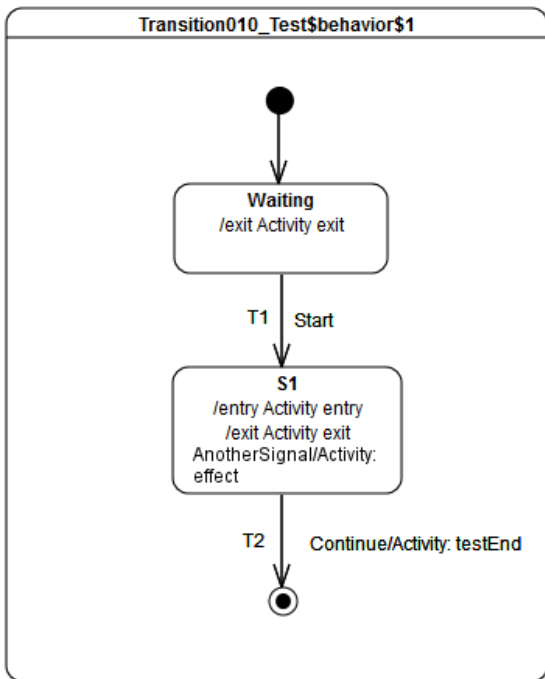 Transition010_Test$behavior$1
Waiting
/exit Activity exit
T1 Start
S1
/entry Activity entry
/exit Activity exit
AnotherSignal/Activity:
effect
T2 Continue/Activity: testEnd